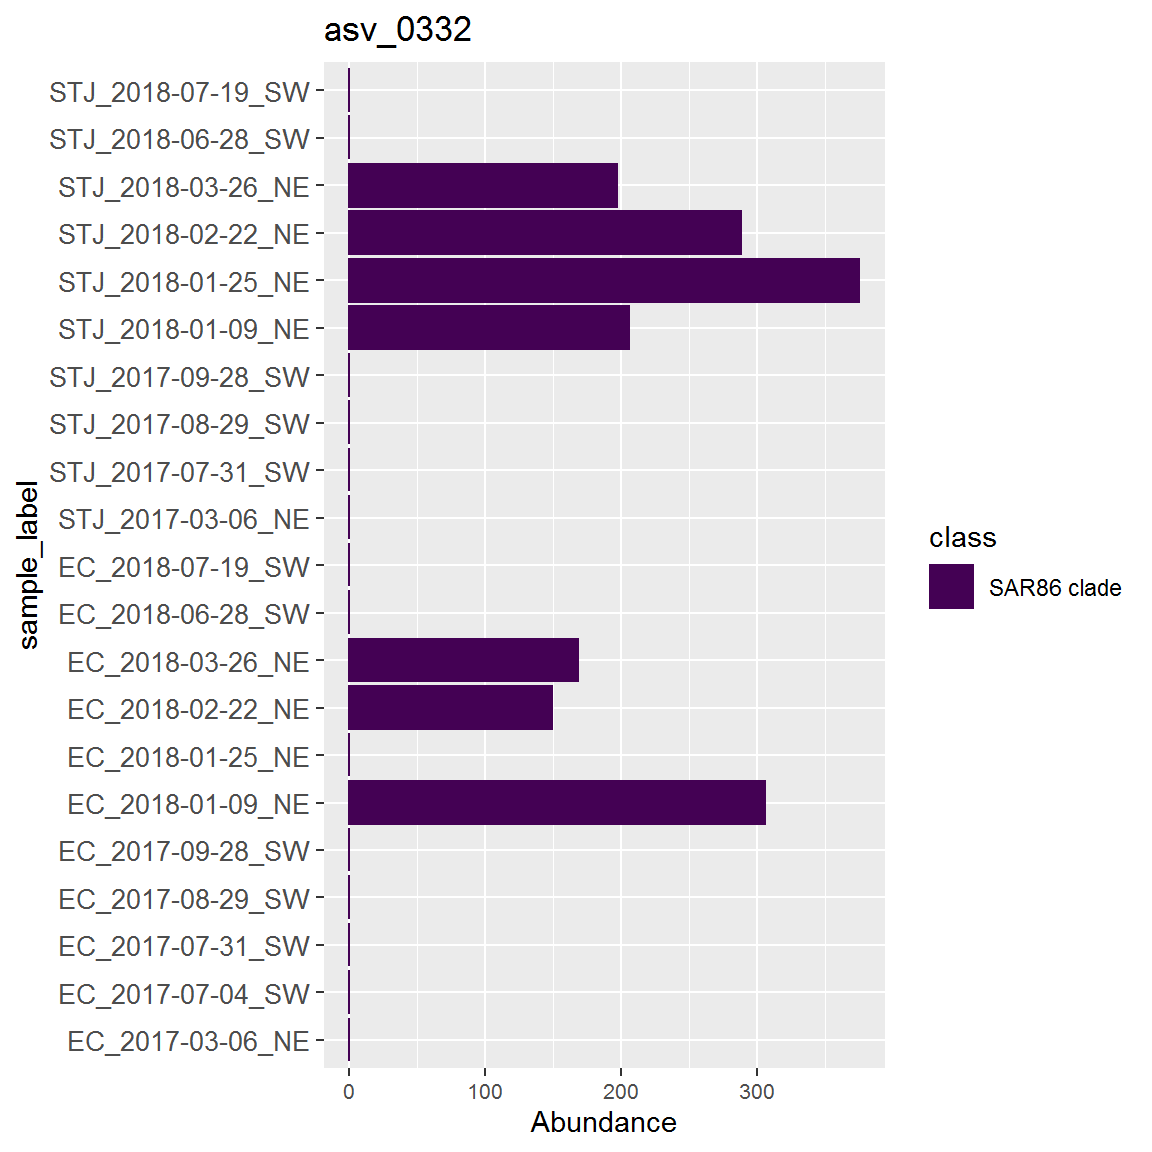 asv_0332
STJ_2018-07-19_SW
STJ_2018-06-28_SW
STJ_2018-03-26_NE
STJ_2018-02-22_NE
STJ_2018-01-25_NE
STJ_2018-01-09_NE
STJ_2017-09-28_SW
STJ_2017-08-29_SW
STJ_2017-07-31_SW
STJ_2017-03-06_NE
EC_2018-07-19_SW
EC_2018-06-28_SW
EC_2018-03-26_NE
EC_2018-02-22_NE
EC_2018-01-25_NE
EC_2018-01-09_NE
EC_2017-09-28_SW
EC_2017-08-29_SW
EC_2017-07-31_SW
EC_2017-07-04_SW
EC_2017-03-06_NE
sample_label
0 100 200 300
Abundance
class
SAR86 clade